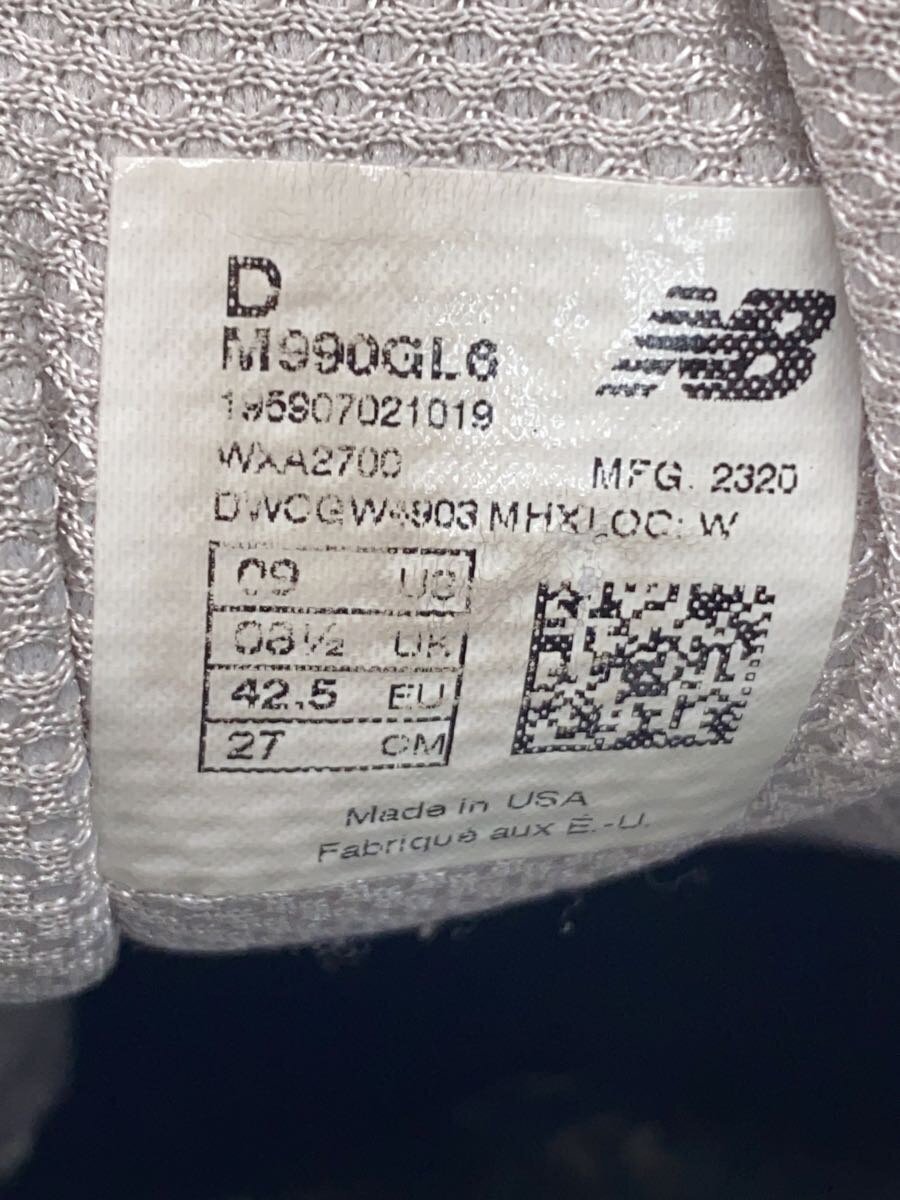 D
M990GL6
NB
195907021019
WXA2700
MFG. 2320
MHXLOC: W
09 US
08½ UK
42.5 EU
27 CM
Made in USA
Fabriqué aux É.-U.